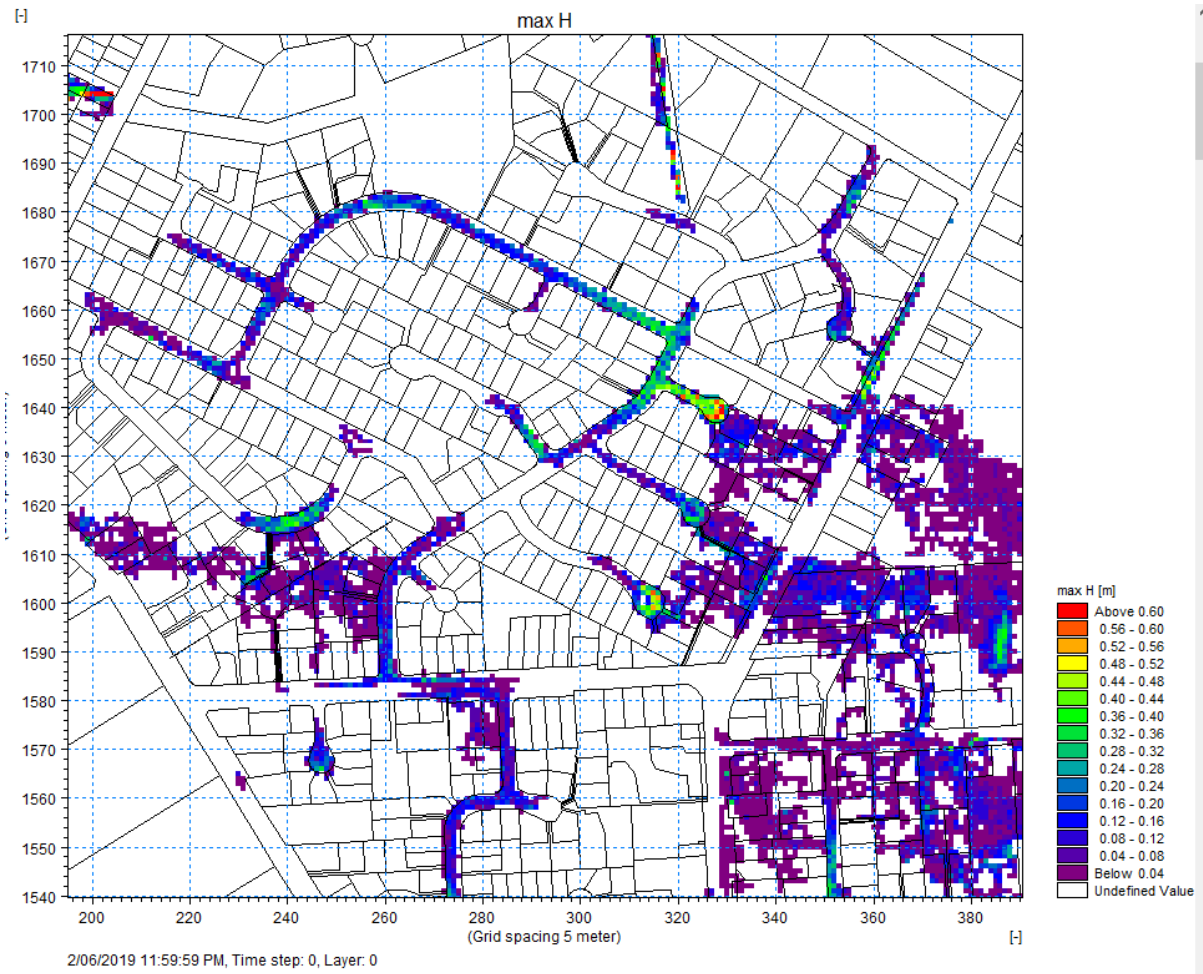 [-]
max H
1710
1700
1690
1680
1670
1660
1650
1640
1630
1620
1610
1600
1590
1580
1570
1560
1550
1540
200 220 240 260 280 300 320 340 360 380
(Grid spacing 5 meter)
[-]
2/06/2019 11:59:59 PM, Time step: 0, Layer: 0
max H [m]
Above 0.60
0.56 - 0.60
0.52 - 0.56
0.48 - 0.52
0.44 - 0.48
0.40 - 0.44
0.36 - 0.40
0.32 - 0.36
0.28 - 0.32
0.24 - 0.28
0.20 - 0.24
0.16 - 0.20
0.12 - 0.16
0.08 - 0.12
0.04 - 0.08
Below 0.04
Undefined Value